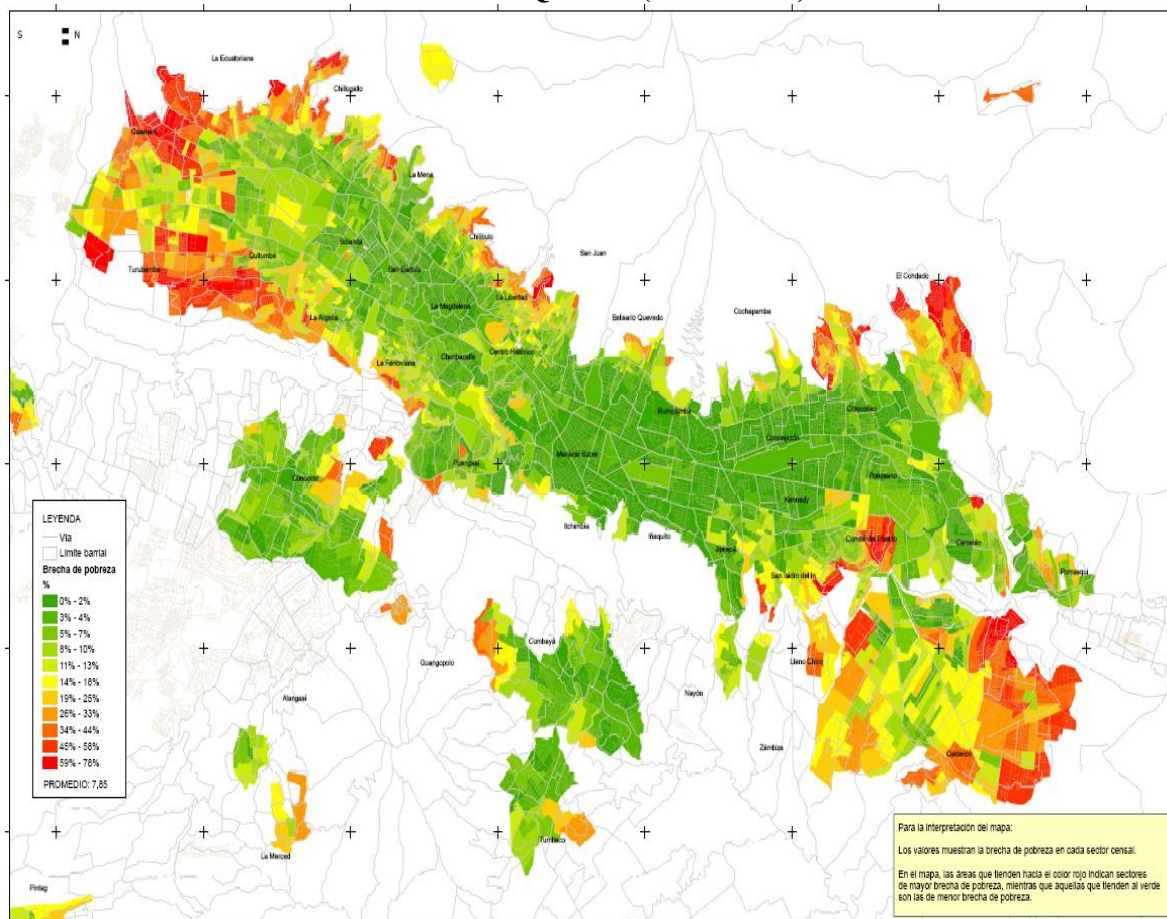 S N
La Ecuatoriana
Chillogallo
Guamaní
La Mena
Chilibulo
San Juan
Solanda
Quitumbe
San Bartola
Turubamba
El Condado
La Libertad
La Magdalena
La Argelia
Belisario Quevedo
Cochapamba
Centro Histórico
Chimbacalle
La Ferroviaria
Cotocollao
Rumipamba
Concepción
Mariscal Sucre
Puengasí
Ponceano
Conocoto
Kennedy
Itchimbía
Iñaquito
Comité del Pueblo
Carcelén
Jipijapa
San Isidro del In
Pomasqui
Cumbayá
Guangopolo
Llano Chico
Nayón
Alangasí
Zámbiza
Calderón
Tumbaco
La Merced
Píntag
LEYENDA
Vía
Límite barrial
Brecha de pobreza
%
0% - 2%
3% - 4%
5% - 7%
8% - 10%
11% - 13%
14% - 18%
19% - 25%
26% - 33%
34% - 44%
45% - 58%
59% - 78%
PROMEDIO: 7,85
Para la interpretación del mapa:
Los valores muestran la brecha de pobreza en cada sector censal.
En el mapa, las áreas que tienden hacia el color rojo indican sectores
de mayor brecha de pobreza, mientras que aquellas que tienden al verde
son las de menor brecha de pobreza.